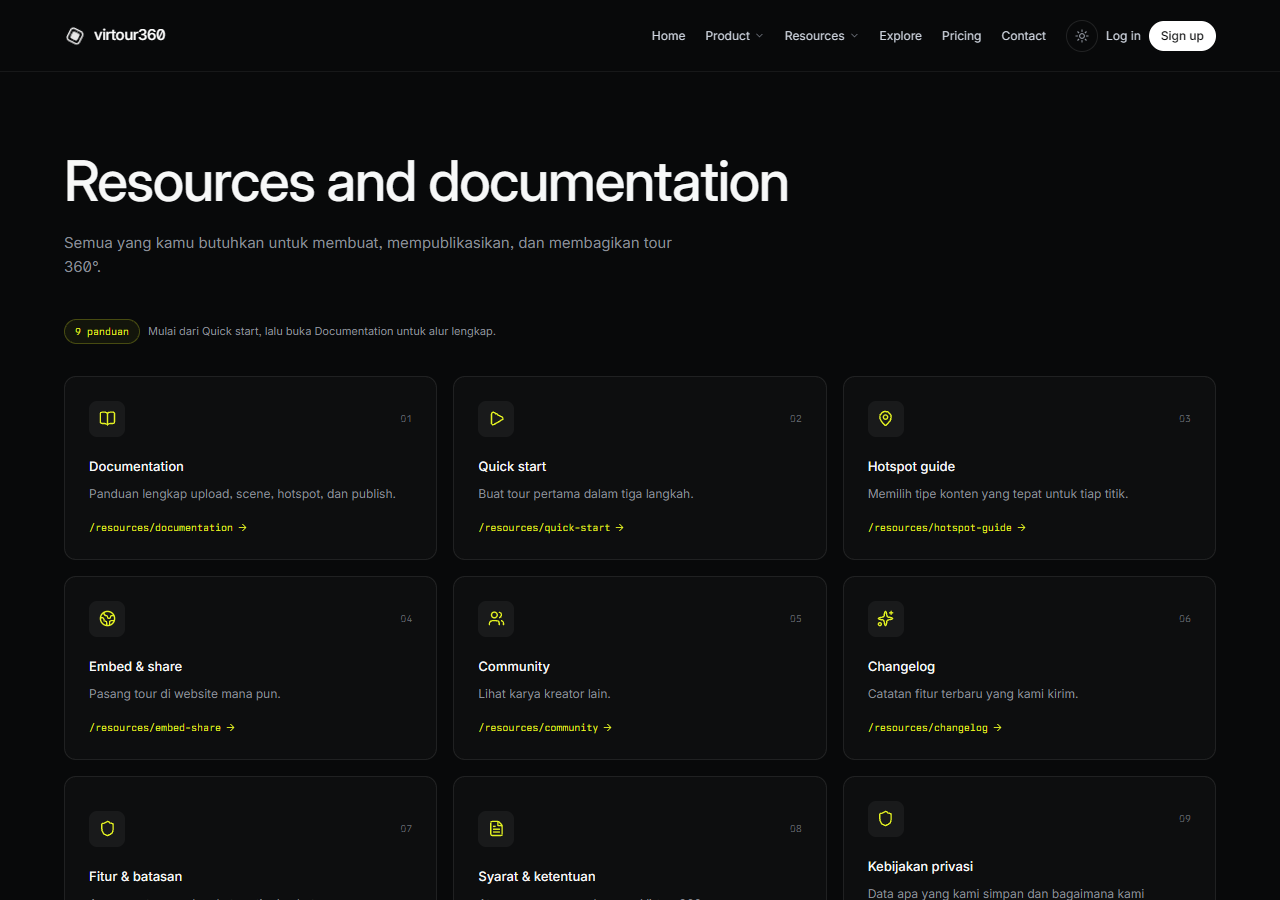 virtour360
Home Product Resources Explore Pricing Contact Log in Sign up
Resources and documentation
Semua yang kamu butuhkan untuk membuat, mempublikasikan, dan membagikan tour
360°.
9 panduan Mulai dari Quick start, lalu buka Documentation untuk alur lengkap.
01
Documentation
Panduan lengkap upload, scene, hotspot, dan publish.
/resources/documentation →
02
Quick start
Buat tour pertama dalam tiga langkah.
/resources/quick-start →
03
Hotspot guide
Memilih tipe konten yang tepat untuk tiap titik.
/resources/hotspot-guide →
04
Embed & share
Pasang tour di website mana pun.
/resources/embed-share →
05
Community
Lihat karya kreator lain.
/resources/community →
06
Changelog
Catatan fitur terbaru yang kami kirim.
/resources/changelog →
07
Fitur & batasan
08
Syarat & ketentuan
09
Kebijakan privasi
Data apa yang kami simpan dan bagaimana kami